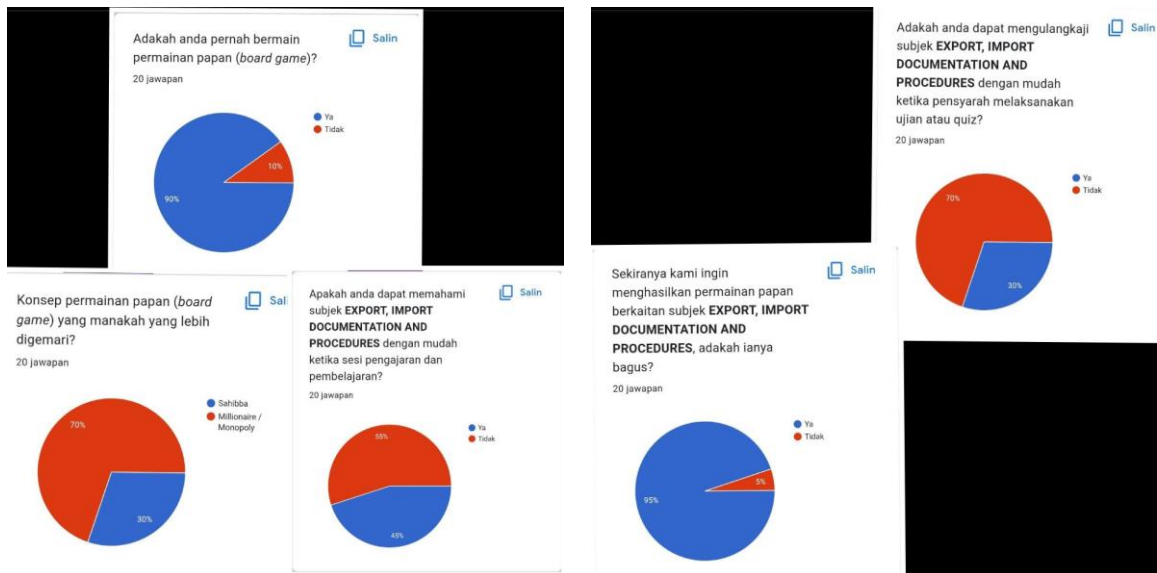 Adakah anda pernah bermain
permainan papan (board game)?
Salin
20 jawapan
Ya
Tidak
10%
90%
Konsep permainan papan (board
game) yang manakah yang lebih
digemari?
Sal
20 jawapan
Sahibba
Millionaire /
Monopoly
70%
30%
Apakah anda dapat memahami
subjek EXPORT, IMPORT
DOCUMENTATION AND
PROCEDURES dengan mudah
ketika sesi pengajaran dan
pembelajaran?
Salin
20 jawapan
Ya
Tidak
55%
45%
Adakah anda dapat mengulangkaji
subjek EXPORT, IMPORT
DOCUMENTATION AND
PROCEDURES dengan mudah
ketika pensyarah melaksanakan
ujian atau quiz?
Salin
20 jawapan
Ya
Tidak
70%
30%
Sekiranya kami ingin
menghasilkan permainan papan
berkaitan subjek EXPORT, IMPORT
DOCUMENTATION AND
PROCEDURES, adakah ianya
bagus?
Salin
20 jawapan
Ya
Tidak
5%
95%